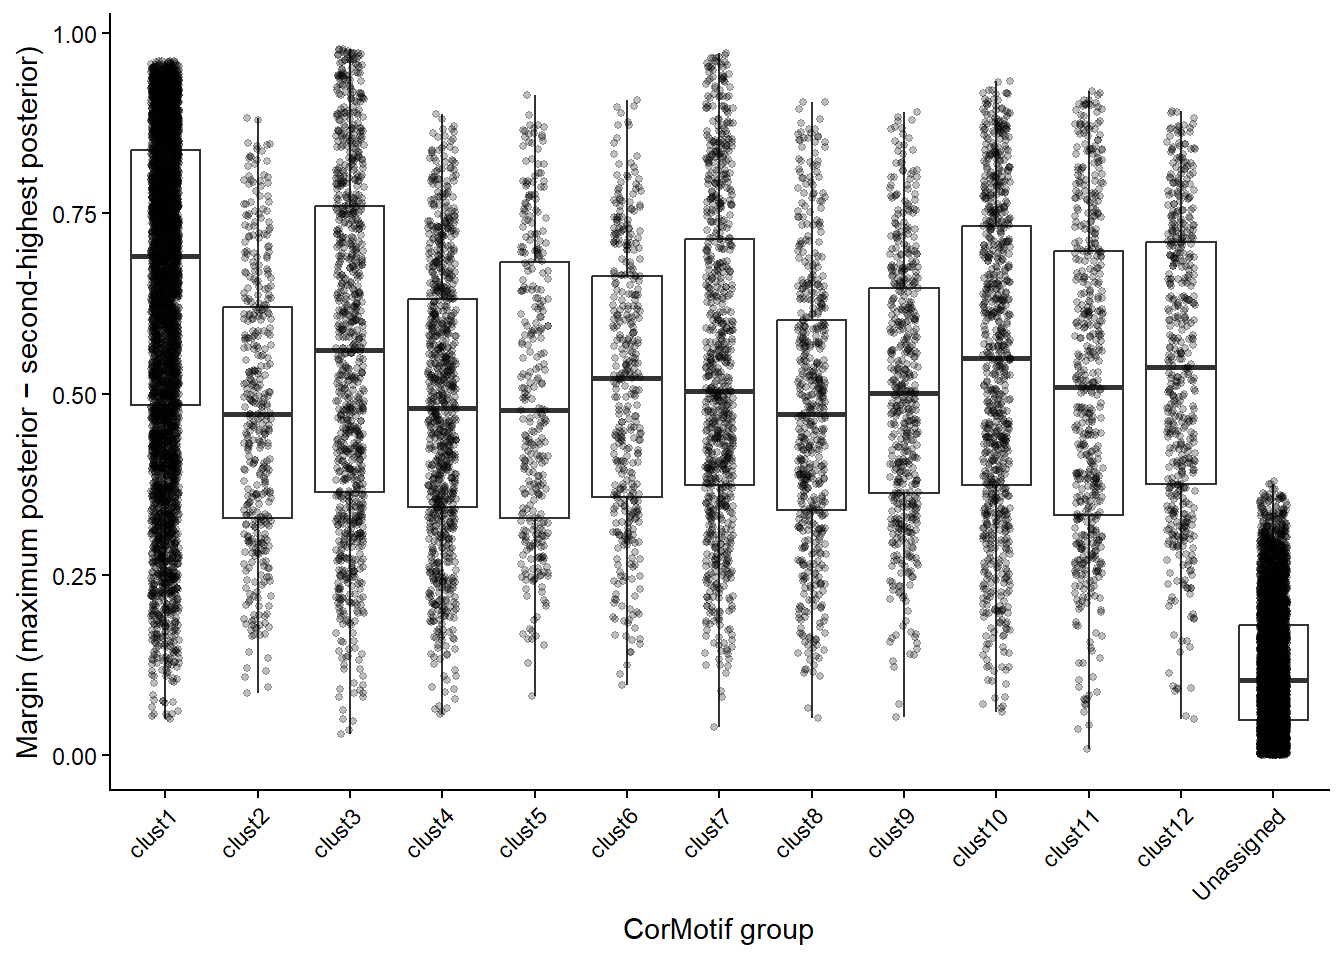 Margin (maximum posterior − second-highest posterior)
1.00
0.75
0.50
0.25
0.00
clust1
clust2
clust3
clust4
clust5
clust6
clust7
clust8
clust9
clust10
clust11
clust12
Unassigned
CorMotif group